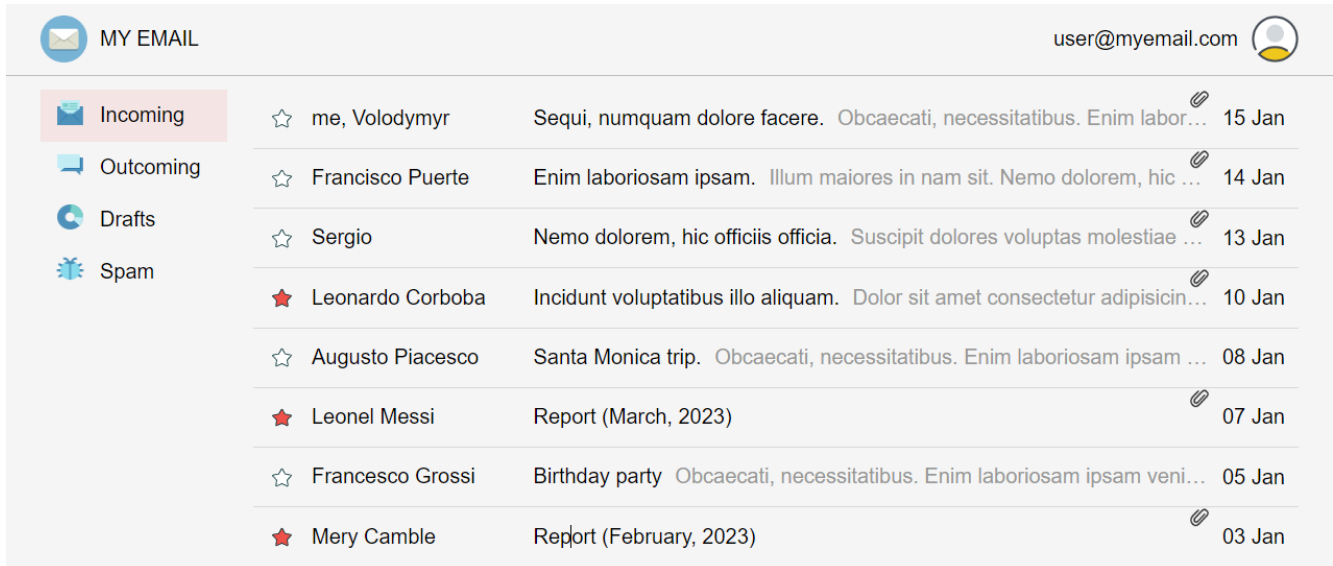 MY EMAIL user@myemail.com
Incoming
Outcoming
Drafts
Spam
me, Volodymyr Sequi, numquam dolore facere. Obcaecati, necessitatibus. Enim labor... 15 Jan
Francisco Puerte Enim laboriosam ipsam. Illum maiores in nam sit. Nemo dolorem, hic ... 14 Jan
Sergio Nemo dolorem, hic officiis officia. Suscipit dolores voluptas molestiae ... 13 Jan
Leonardo Corboba Incidunt voluptatibus illo aliquam. Dolor sit amet consectetur adipisicin... 10 Jan
Augusto Piacesco Santa Monica trip. Obcaecati, necessitatibus. Enim laboriosam ipsam ... 08 Jan
Leonel Messi Report (March, 2023) 07 Jan
Francesco Grossi Birthday party Obcaecati, necessitatibus. Enim laboriosam ipsam veni... 05 Jan
Mery Camble Report (February, 2023) 03 Jan